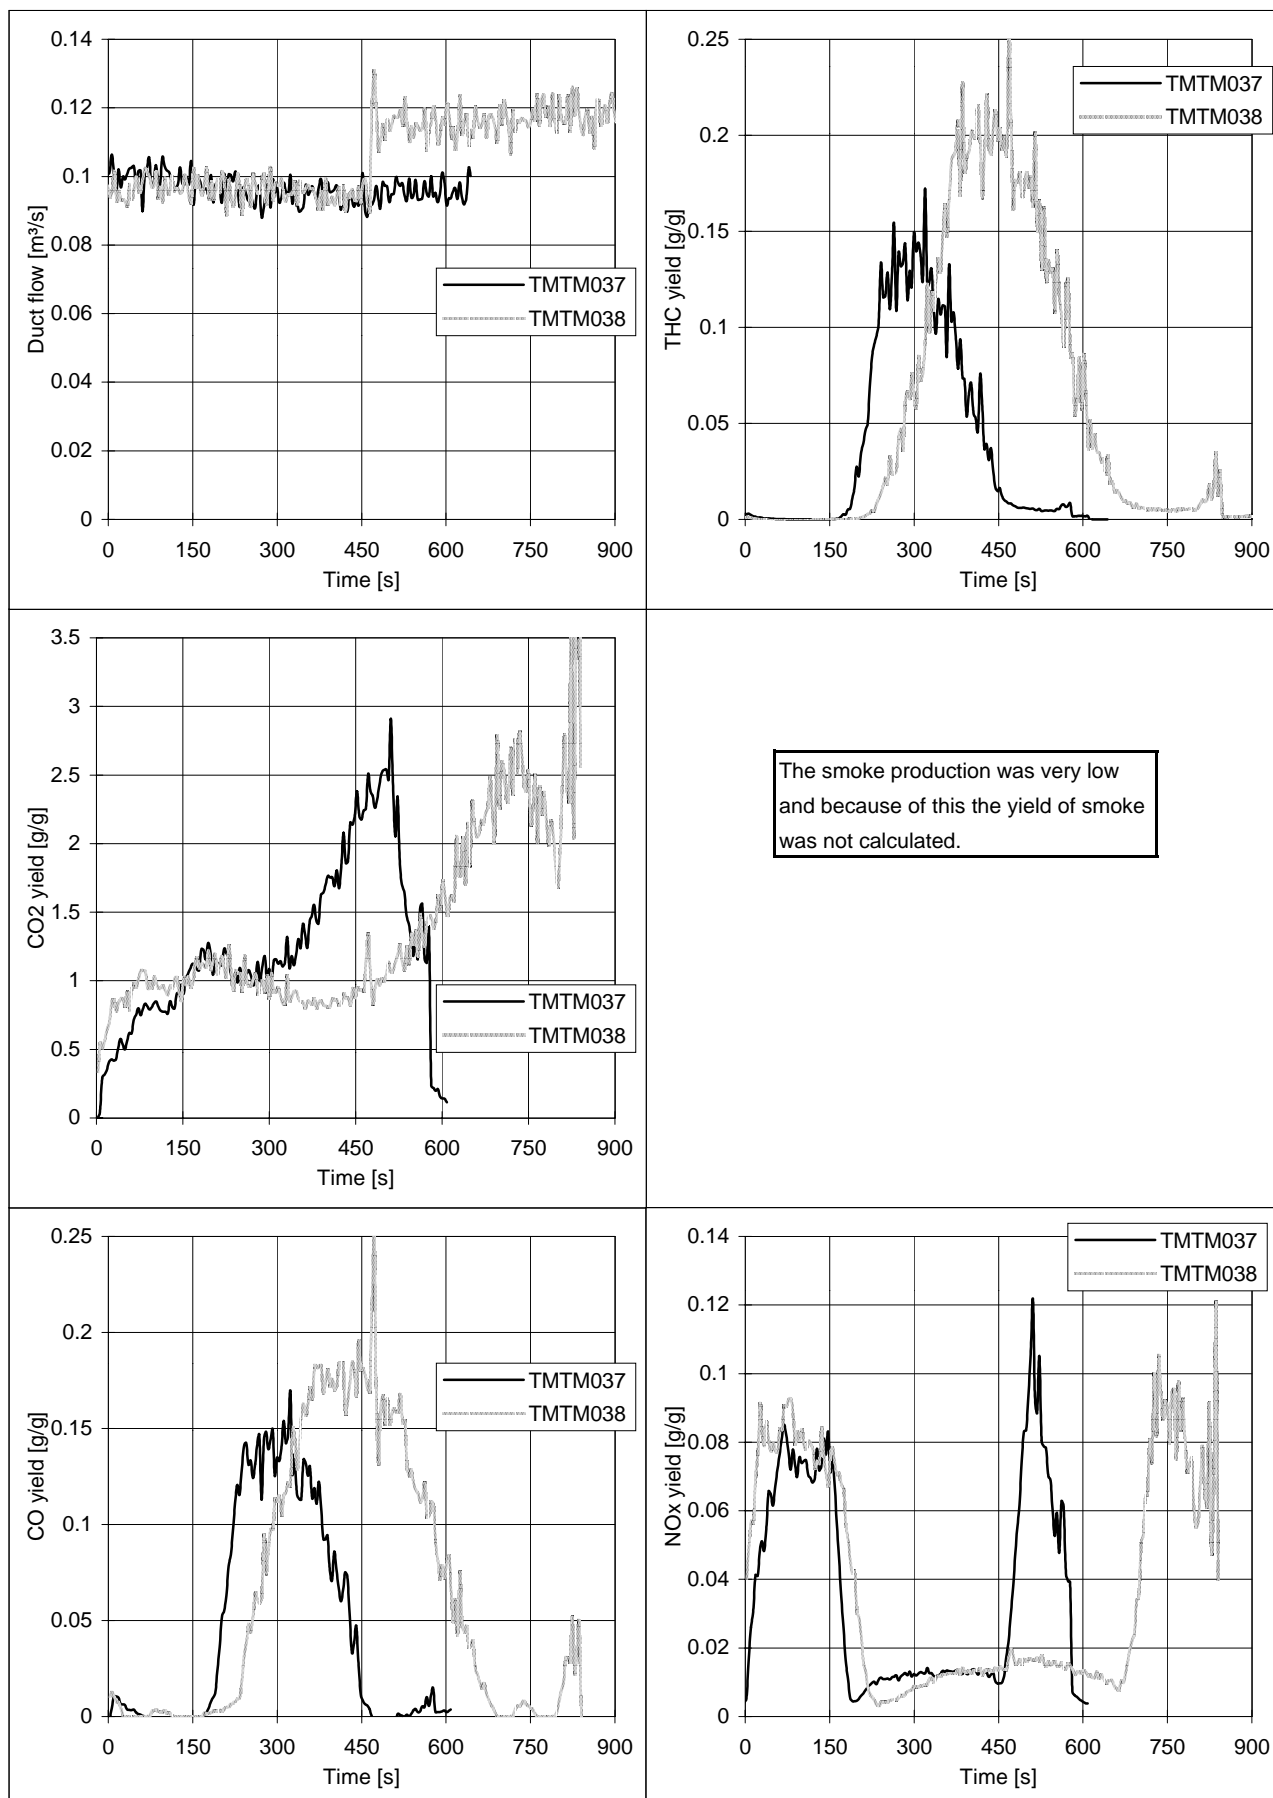 0.14
0.12
0.1
0.08
0.06
0.04
0.02
0
Duct flow [m³/s]
TMTM037
TMTM038
0 150 300 450 600 750 900
Time [s]
0.25
0.2
0.15
0.1
0.05
0
THC yield [g/g]
TMTM037
TMTM038
0 150 300 450 600 750 900
Time [s]
3.5
3
2.5
2
1.5
1
0.5
0
CO2 yield [g/g]
TMTM037
TMTM038
0 150 300 450 600 750 900
Time [s]
The smoke production was very low
and because of this the yield of smoke
was not calculated.
0.25
0.2
0.15
0.1
0.05
0
CO yield [g/g]
TMTM037
TMTM038
0 150 300 450 600 750 900
Time [s]
0.14
0.12
0.1
0.08
0.06
0.04
0.02
0
NOx yield [g/g]
TMTM037
TMTM038
0 150 300 450 600 750 900
Time [s]